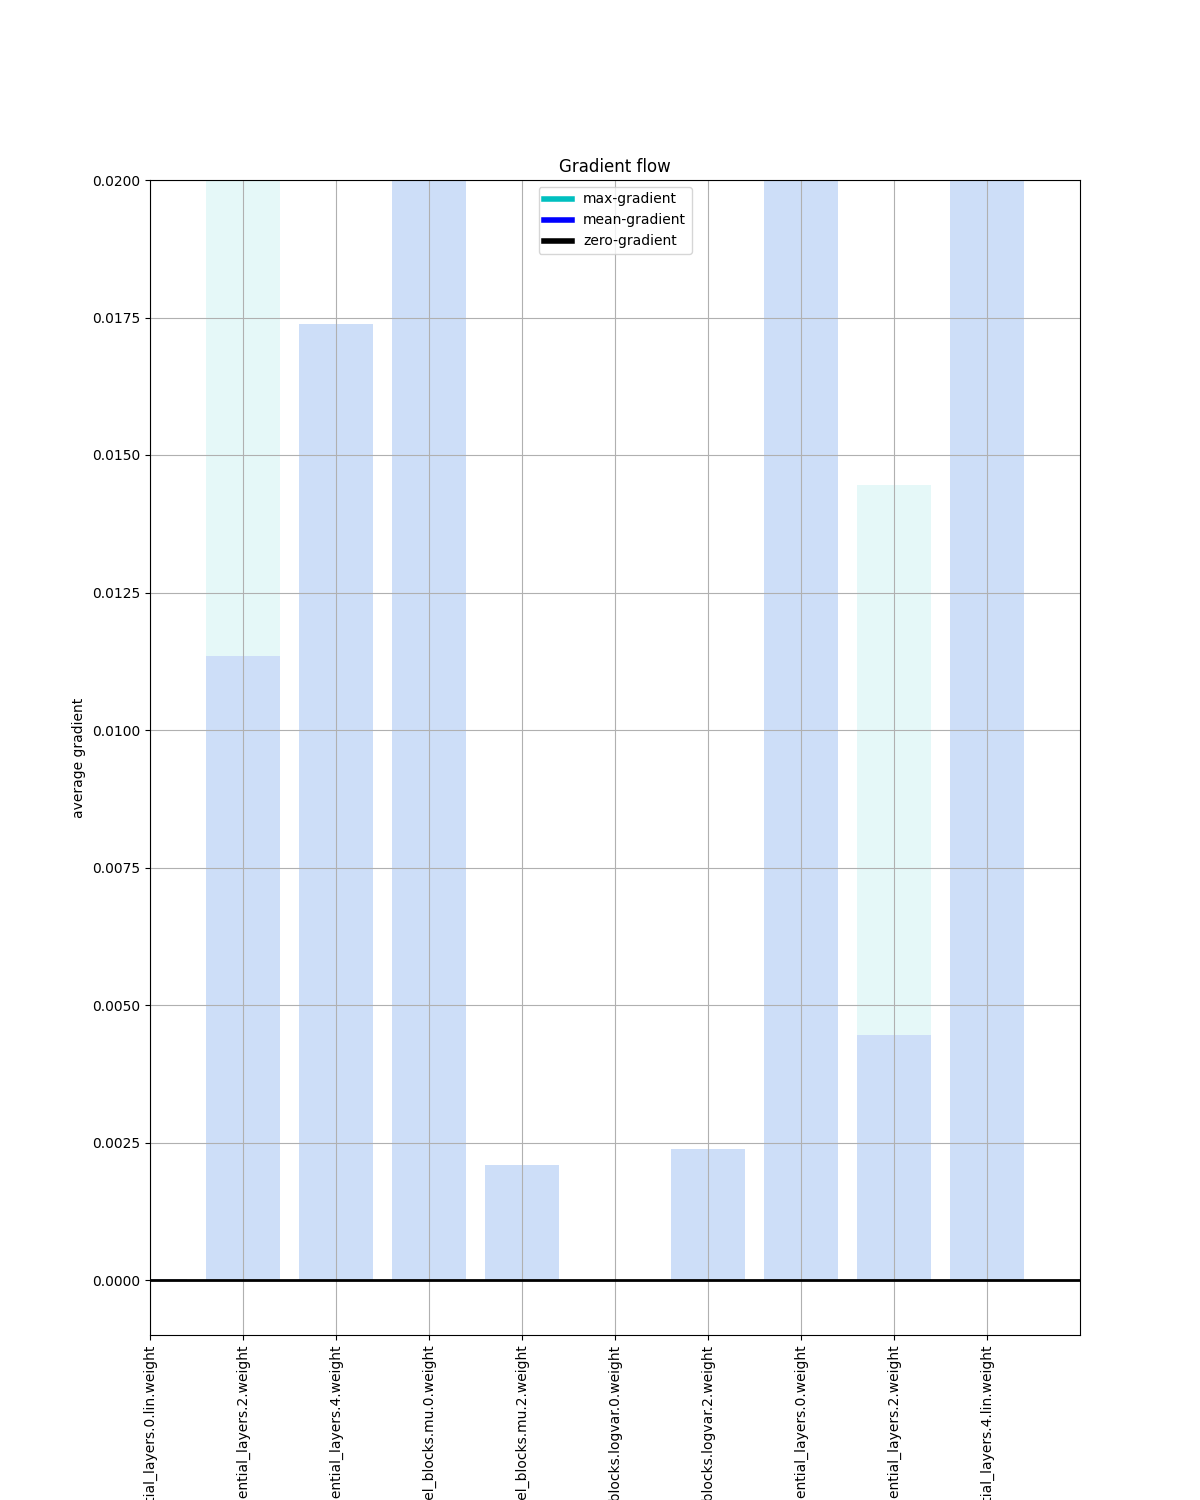 Gradient flow
max-gradient
mean-gradient
zero-gradient
average gradient
0.0200
0.0175
0.0150
0.0125
0.0100
0.0075
0.0050
0.0025
0.0000
tial_layers.0.lin.weight
ential_layers.2.weight
ential_layers.4.weight
el_blocks.mu.0.weight
el_blocks.mu.2.weight
blocks.logvar.0.weight
blocks.logvar.2.weight
ential_layers.0.weight
ential_layers.2.weight
tial_layers.4.lin.weight